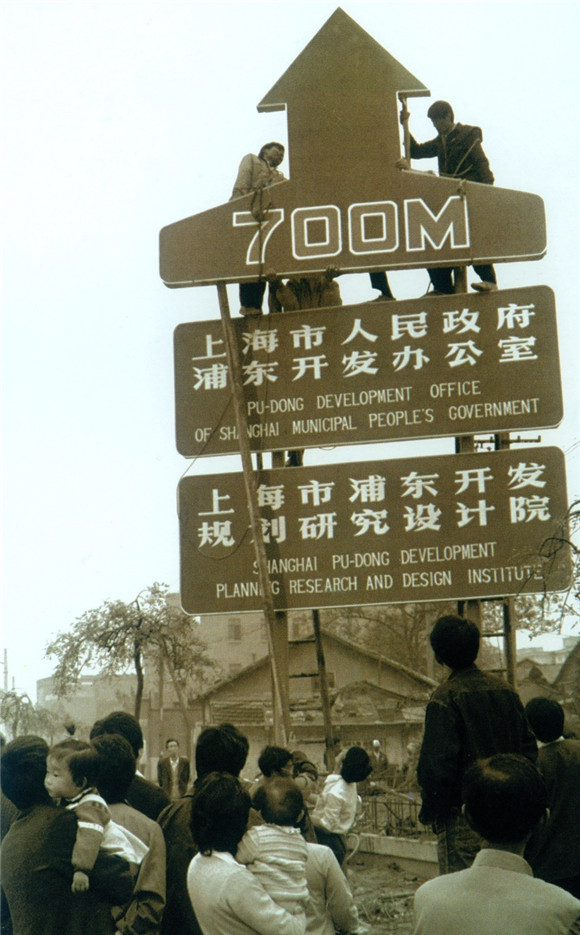 700M
上海市人民政府
浦东开发办公室
PU-DONG DEVELOPMENT OFFICE
OF SHANGHAI MUNICIPAL PEOPLE'S GOVERNMENT
上海市浦东开发
规划研究设计院
SHANGHAI PU-DONG DEVELOPMENT
PLANNING RESEARCH AND DESIGN INSTITUTE